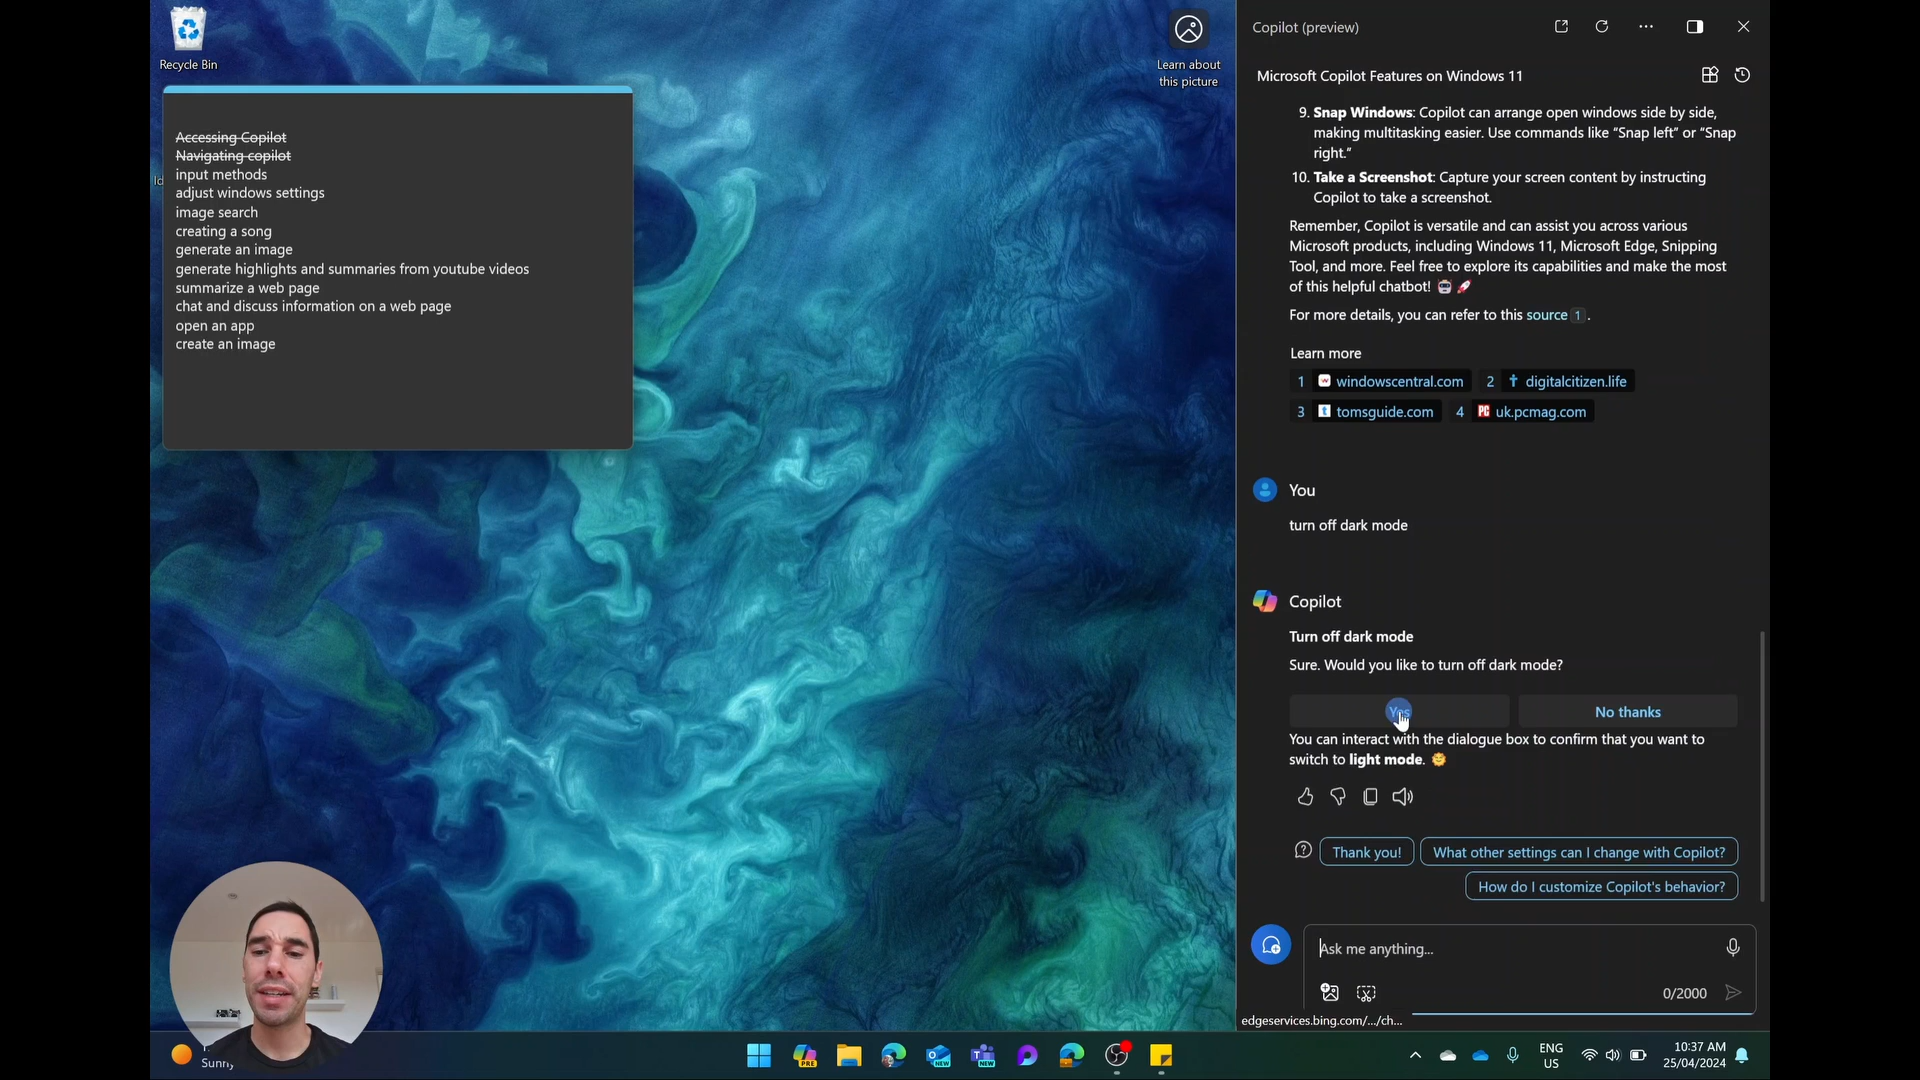 Recycle Bin
Learn about
this picture
Accessing Copilot
Navigating copilot
input methods
adjust windows settings
image search
creating a song
generate an image
generate highlights and summaries from youtube videos
summarize a web page
chat and discuss information on a web page
open an app
create an image
Copilot (preview)
Microsoft Copilot Features on Windows 11
9. Snap Windows: Copilot can arrange open windows side by side,
making multitasking easier. Use commands like “Snap left” or “Snap
right.”
10. Take a Screenshot: Capture your screen content by instructing
Copilot to take a screenshot.
Remember, Copilot is versatile and can assist you across various
Microsoft products, including Windows 11, Microsoft Edge, Snipping
Tool, and more. Feel free to explore its capabilities and make the most
of this helpful chatbot! 🤖🚀
For more details, you can refer to this source 1.
Learn more
1 windowscentral.com 2 digitalcitizen.life
3 tomsguide.com 4 uk.pcmag.com
You
turn off dark mode
Copilot
Turn off dark mode
Sure. Would you like to turn off dark mode?
Yes No thanks
You can interact with the dialogue box to confirm that you want to
switch to light mode. 🌞
Thank you! What other settings can I change with Copilot?
How do I customize Copilot's behavior?
Ask me anything...
0/2000
edgeservices.bing.com/.../ch...
Sunny
PRE
NEW
NEW
ENG
US
10:37 AM
25/04/2024